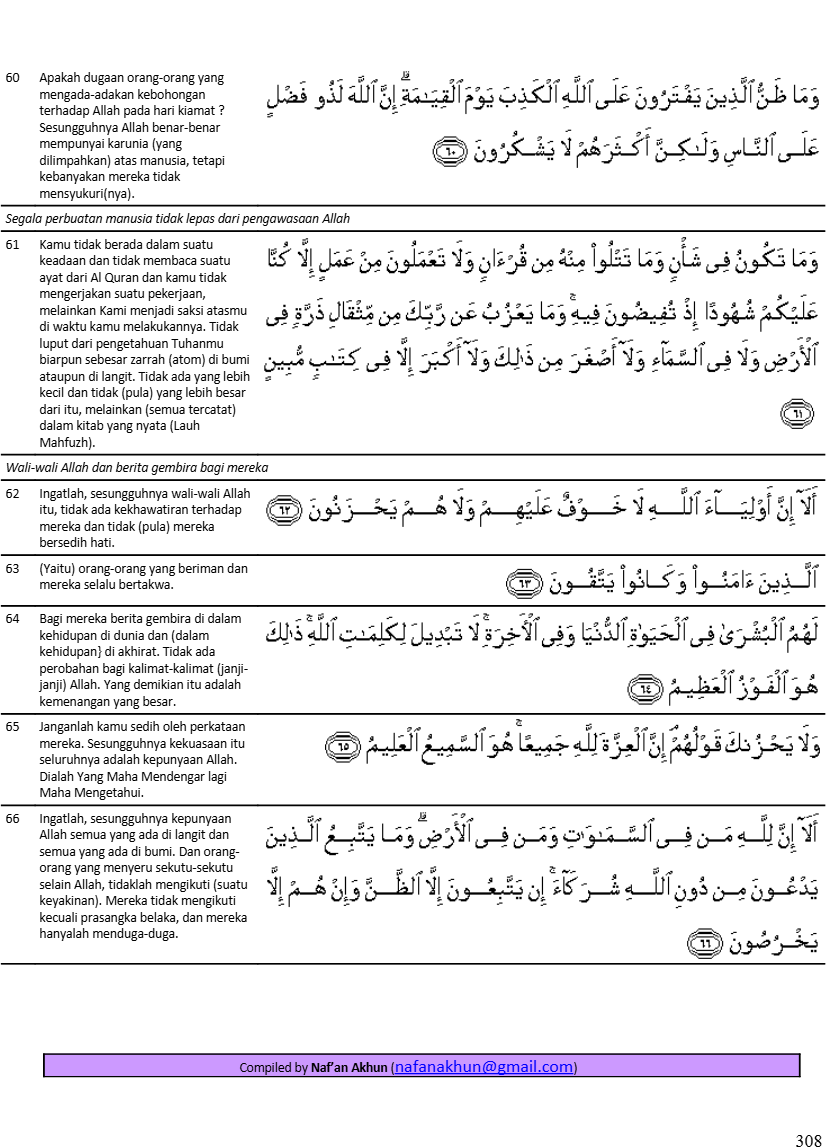 60 Apakah dugaan orang-orang yang
mengada-adakan kebohongan
terhadap Allah pada hari kiamat ?
Sesungguhnya Allah benar-benar
mempunyai karunia (yang
dilimpahkan) atas manusia, tetapi
kebanyakan mereka tidak
mensyukuri(nya).
وَمَا ظَنُّ ٱلَّذِينَ يَفْتَرُونَ عَلَى ٱللَّهِ ٱلْكَذِبَ يَوْمَ ٱلْقِيَـٰمَةِ ۗ إِنَّ ٱللَّهَ لَذُو فَضْلٍ
عَلَى ٱلنَّاسِ وَلَـٰكِنَّ أَكْثَرَهُمْ لَا يَشْكُرُونَ ٦٠
Segala perbuatan manusia tidak lepas dari pengawasaan Allah
61 Kamu tidak berada dalam suatu
keadaan dan tidak membaca suatu
ayat dari Al Quran dan kamu tidak
mengerjakan suatu pekerjaan,
melainkan Kami menjadi saksi atasmu
di waktu kamu melakukannya. Tidak
luput dari pengetahuan Tuhanmu
biarpun sebesar zarrah (atom) di bumi
ataupun di langit. Tidak ada yang lebih
kecil dan tidak (pula) yang lebih besar
dari itu, melainkan (semua tercatat)
dalam kitab yang nyata (Lauh
Mahfuzh).
وَمَا تَكُونُ فِى شَأْنٍ وَمَا تَتْلُوا۟ مِنْهُ مِن قُرْءَانٍ وَلَا تَعْمَلُونَ مِنْ عَمَلٍ إِلَّا كُنَّا
عَلَيْكُمْ شُهُودًا إِذْ تُفِيضُونَ فِيهِ ۚ وَمَا يَعْزُبُ عَن رَّبِّكَ مِن مِّثْقَالِ ذَرَّةٍ فِى
ٱلْأَرْضِ وَلَا فِى ٱلسَّمَآءِ وَلَآ أَصْغَرَ مِن ذَٰلِكَ وَلَآ أَكْبَرَ إِلَّا فِى كِتَـٰبٍ مُّبِينٍ
٦١
Wali-wali Allah dan berita gembira bagi mereka
62 Ingatlah, sesungguhnya wali-wali Allah
itu, tidak ada kekhawatiran terhadap
mereka dan tidak (pula) mereka
bersedih hati.
أَلَآ إِنَّ أَوْلِيَآءَ ٱللَّهِ لَا خَوْفٌ عَلَيْهِمْ وَلَا هُمْ يَحْزَنُونَ ٦٢
63 (Yaitu) orang-orang yang beriman dan
mereka selalu bertakwa.
ٱلَّذِينَ ءَامَنُوا۟ وَكَانُوا۟ يَتَّقُونَ ٦٣
64 Bagi mereka berita gembira di dalam
kehidupan di dunia dan (dalam
kehidupan} di akhirat. Tidak ada
perobahan bagi kalimat-kalimat (janji-
janji) Allah. Yang demikian itu adalah
kemenangan yang besar.
لَهُمُ ٱلْبُشْرَىٰ فِى ٱلْحَيَوٰةِ ٱلدُّنْيَا وَفِى ٱلْأَخِرَةِ ۚ لَا تَبْدِيلَ لِكَلِمَـٰتِ ٱللَّهِ ۚ ذَٰلِكَ
هُوَ ٱلْفَوْزُ ٱلْعَظِيمُ ٦٤
65 Janganlah kamu sedih oleh perkataan
mereka. Sesungguhnya kekuasaan itu
seluruhnya adalah kepunyaan Allah.
Dialah Yang Maha Mendengar lagi
Maha Mengetahui.
وَلَا يَحْزُنكَ قَوْلُهُمْ ۘ إِنَّ ٱلْعِزَّةَ لِلَّهِ جَمِيعًا ۚ هُوَ ٱلسَّمِيعُ ٱلْعَلِيمُ ٦٥
66 Ingatlah, sesungguhnya kepunyaan
Allah semua yang ada di langit dan
semua yang ada di bumi. Dan orang-
orang yang menyeru sekutu-sekutu
selain Allah, tidaklah mengikuti (suatu
keyakinan). Mereka tidak mengikuti
kecuali prasangka belaka, dan mereka
hanyalah menduga-duga.
أَلَآ إِنَّ لِلَّهِ مَن فِى ٱلسَّمَـٰوَٰتِ وَمَن فِى ٱلْأَرْضِ ۗ وَمَا يَتَّبِعُ ٱلَّذِينَ
يَدْعُونَ مِن دُونِ ٱللَّهِ شُرَكَآءَ ۚ إِن يَتَّبِعُونَ إِلَّا ٱلظَّنَّ وَإِنْ هُمْ إِلَّا
يَخْرُصُونَ ٦٦
Compiled by Naf’an Akhun (nafanakhun@gmail.com)
308